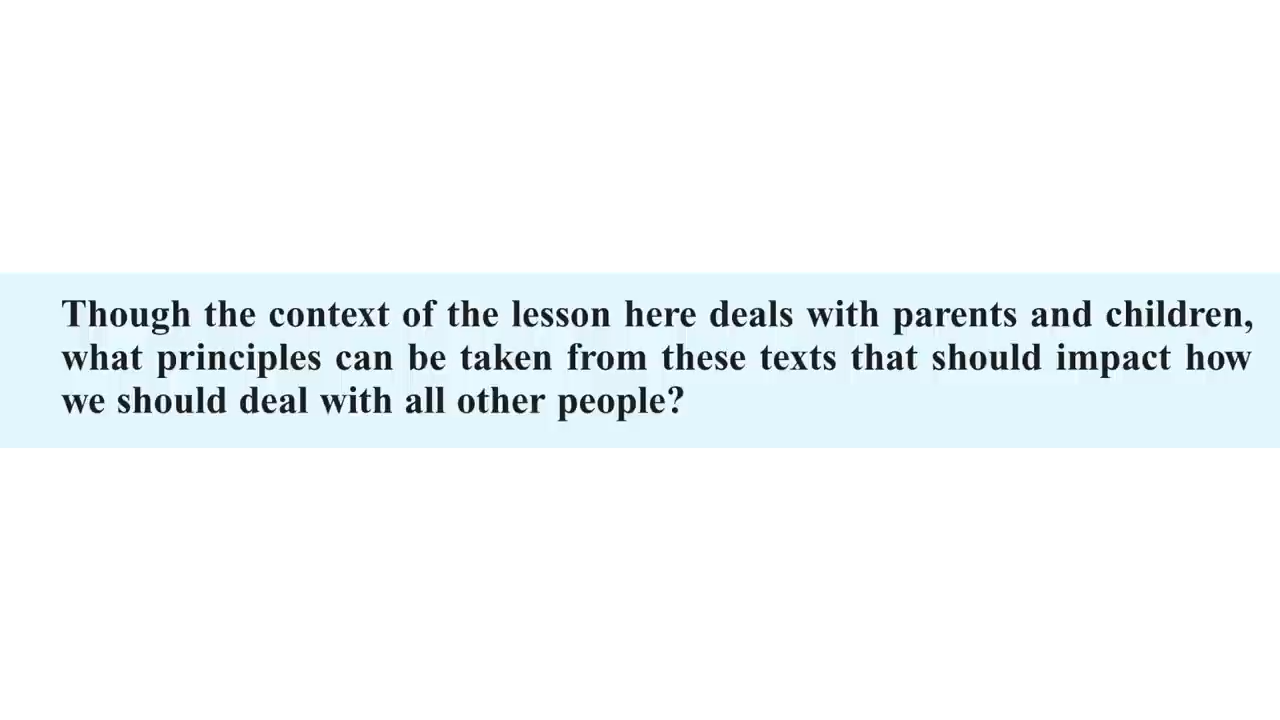 Though the context of the lesson here deals with parents and children,
what principles can be taken from these texts that should impact how
we should deal with all other people?